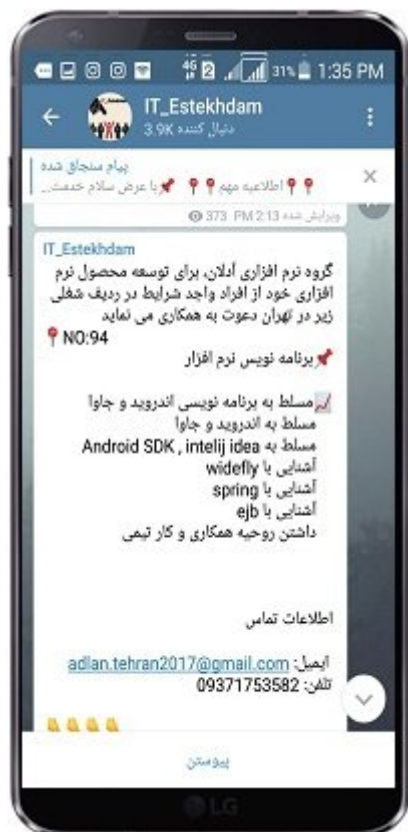 46 2 31% 1:35 PM
IT_Estekhdam
3.9K دنبال کننده
پیام سنجاق شده
اطلاعیه مهم با عرض سلام خدمت...
ویرایش شده 2:13 PM 373
IT_Estekhdam
گروه نرم افزاری آدلان، برای توسعه محصول نرم
افزاری خود از افراد واجد شرایط در ردیف شغلی
زیر در تهران دعوت به همکاری می نماید
NO:94
برنامه نویس نرم افزار
مسلط به برنامه نویسی اندروید و جاوا
مسلط به اندروید و جاوا
مسلط به Android SDK , intelij idea
آشنایی با widefly
آشنایی با spring
آشنایی با ejb
داشتن روحیه همکاری و کار تیمی
اطلاعات تماس
ایمیل: adlan.tehran2017@gmail.com
تلفن: 09371753582
پیوستن
LG